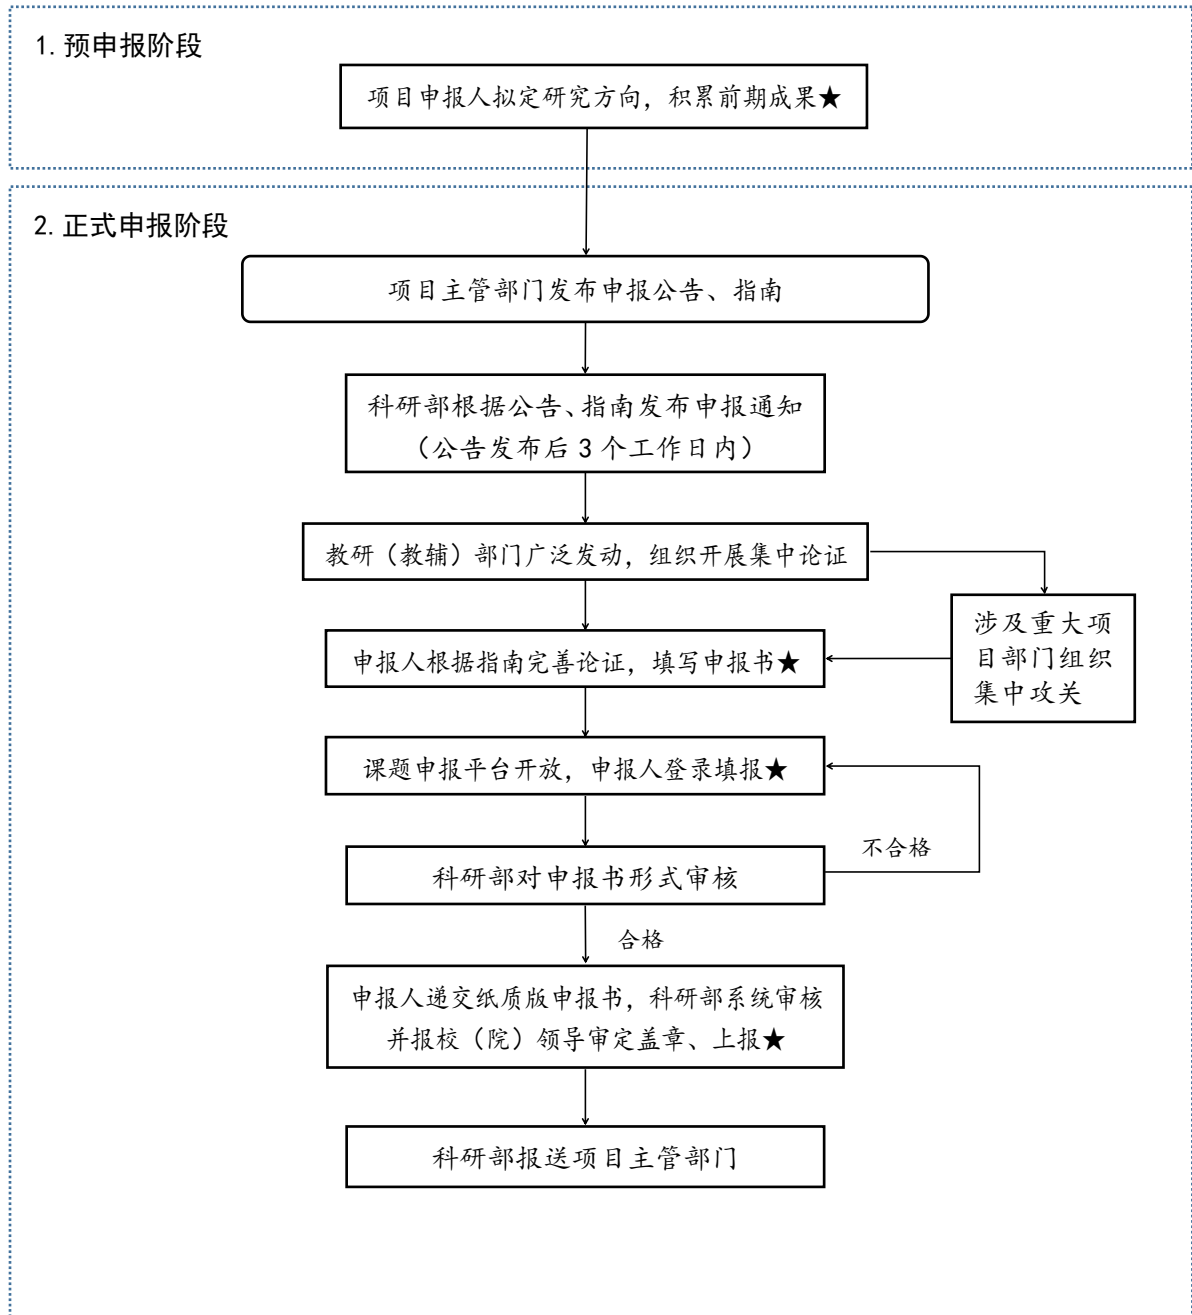 1.预申报阶段
项目申报人拟定研究方向，积累前期成果★
2.正式申报阶段
项目主管部门发布申报公告、指南
科研部根据公告、指南发布申报通知
（公告发布后3个工作日内）
教研（教辅）部门广泛发动，组织开展集中论证
涉及重大项
目部门组织
集中攻关
申报人根据指南完善论证，填写申报书★
课题申报平台开放，申报人登录填报★
不合格
科研部对申报书形式审核
合格
申报人递交纸质版申报书，科研部系统审核
并报校（院）领导审定盖章、上报★
科研部报送项目主管部门